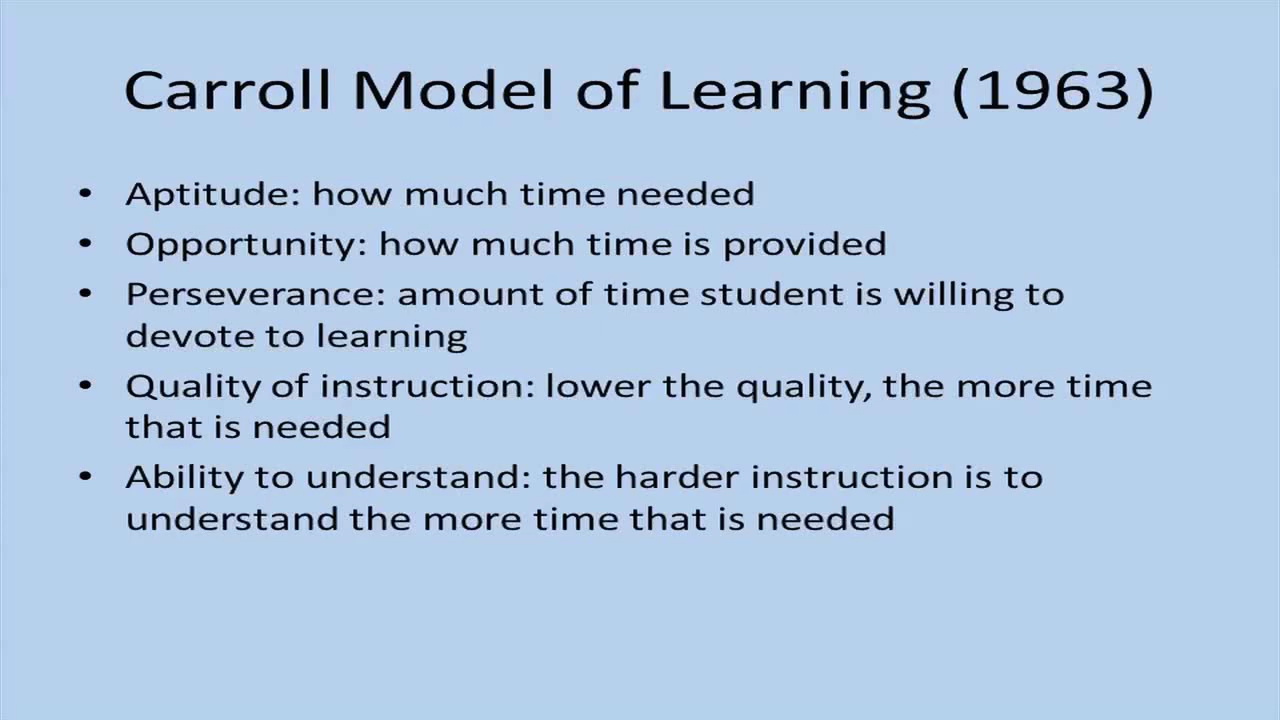 Carroll Model of Learning (1963)
• Aptitude: how much time needed
• Opportunity: how much time is provided
• Perseverance: amount of time student is willing to
devote to learning
• Quality of instruction: lower the quality, the more time
that is needed
• Ability to understand: the harder instruction is to
understand the more time that is needed